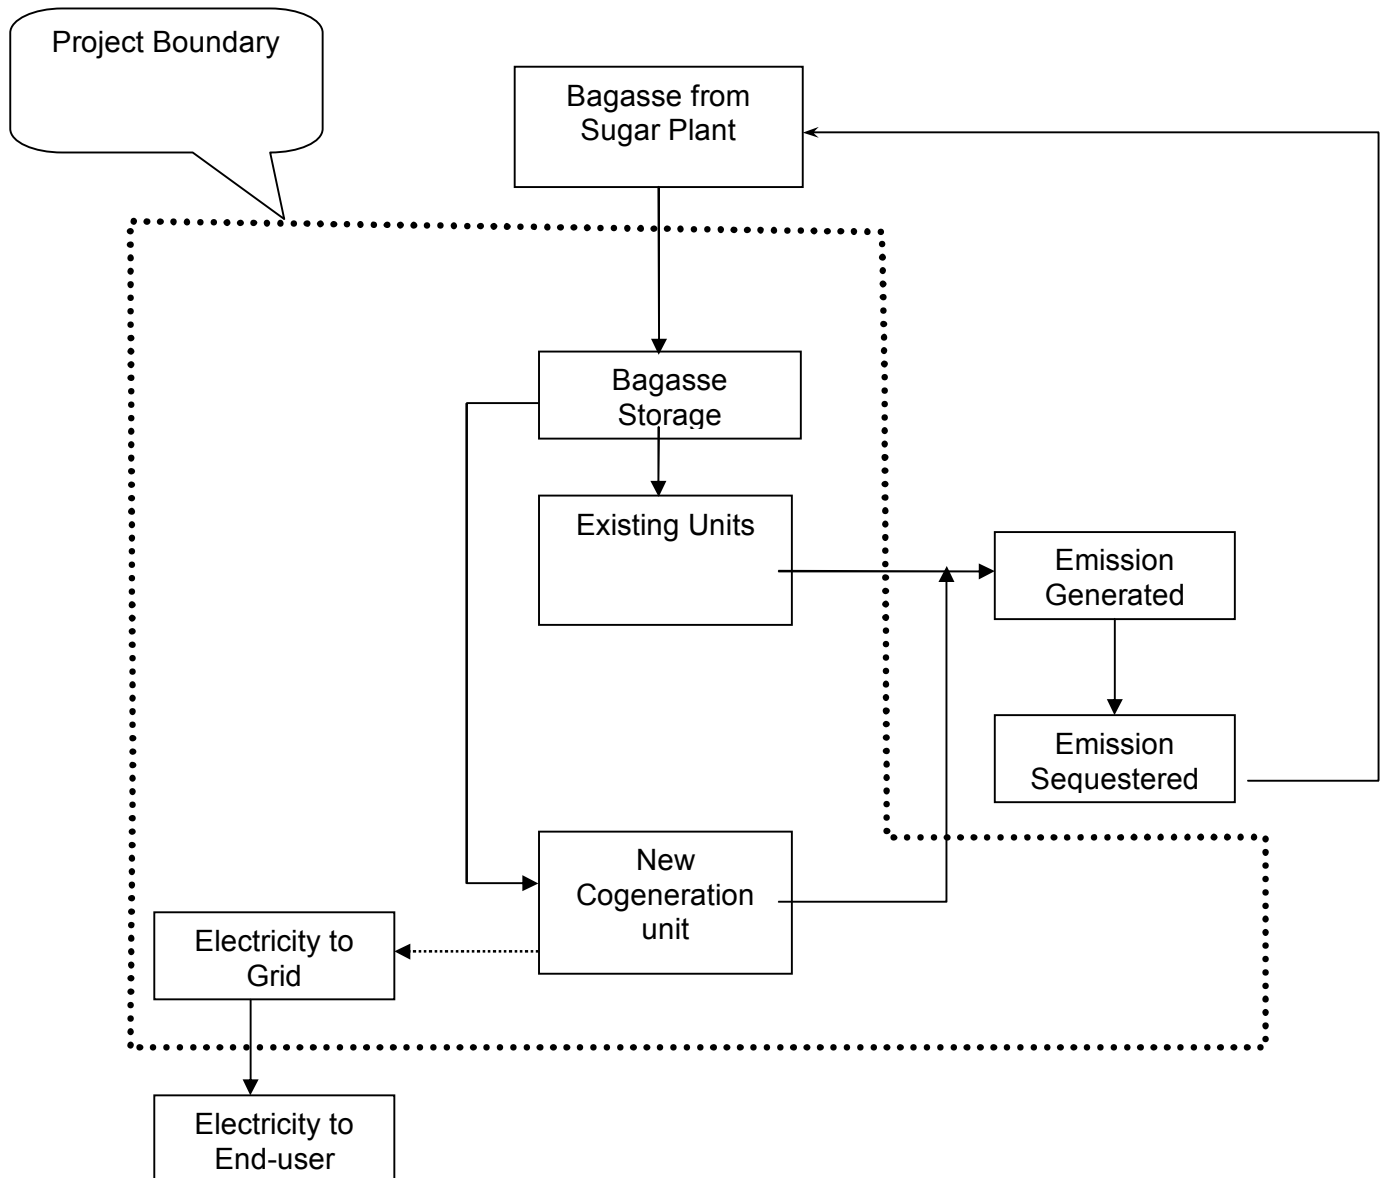 Project Boundary
Bagasse from
Sugar Plant
Bagasse
Storage
Existing Units
Emission
Generated
Emission
Sequestered
New
Cogeneration
unit
Electricity to
Grid
Electricity to
End-user